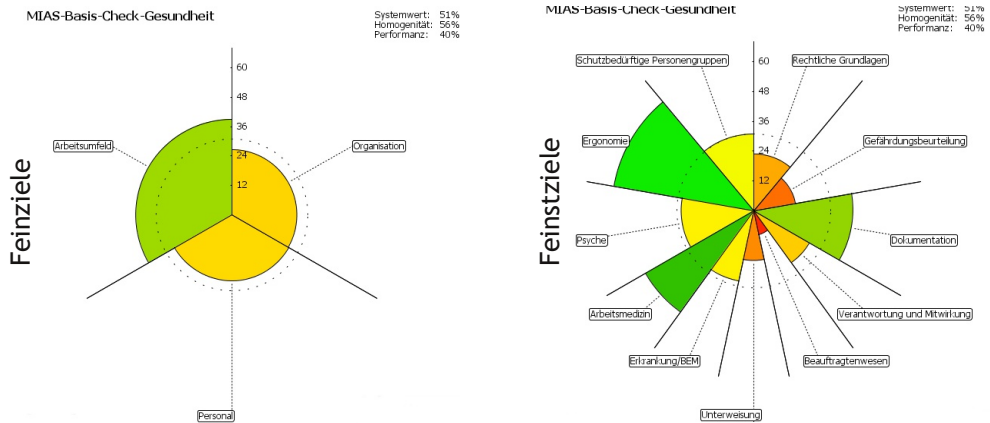 MIAS-Basis-Check-Gesundheit
Systemwert: 51%
Homogenität: 56%
Performanz: 40%
60
48
36
24
12
Arbeitsumfeld
Organisation
Personal
Feinziele
MIAS-Basis-Check-Gesundheit
Systemwert: 51%
Homogenität: 56%
Performanz: 40%
60
48
36
24
12
Schutzbedürftige Personengruppen
Rechtliche Grundlagen
Ergonomie
Gefährdungsbeurteilung
Psyche
Dokumentation
Arbeitsmedizin
Verantwortung und Mitwirkung
Erkrankung/BEM
Beauftragtenwesen
Unterweisung
Feinstziele